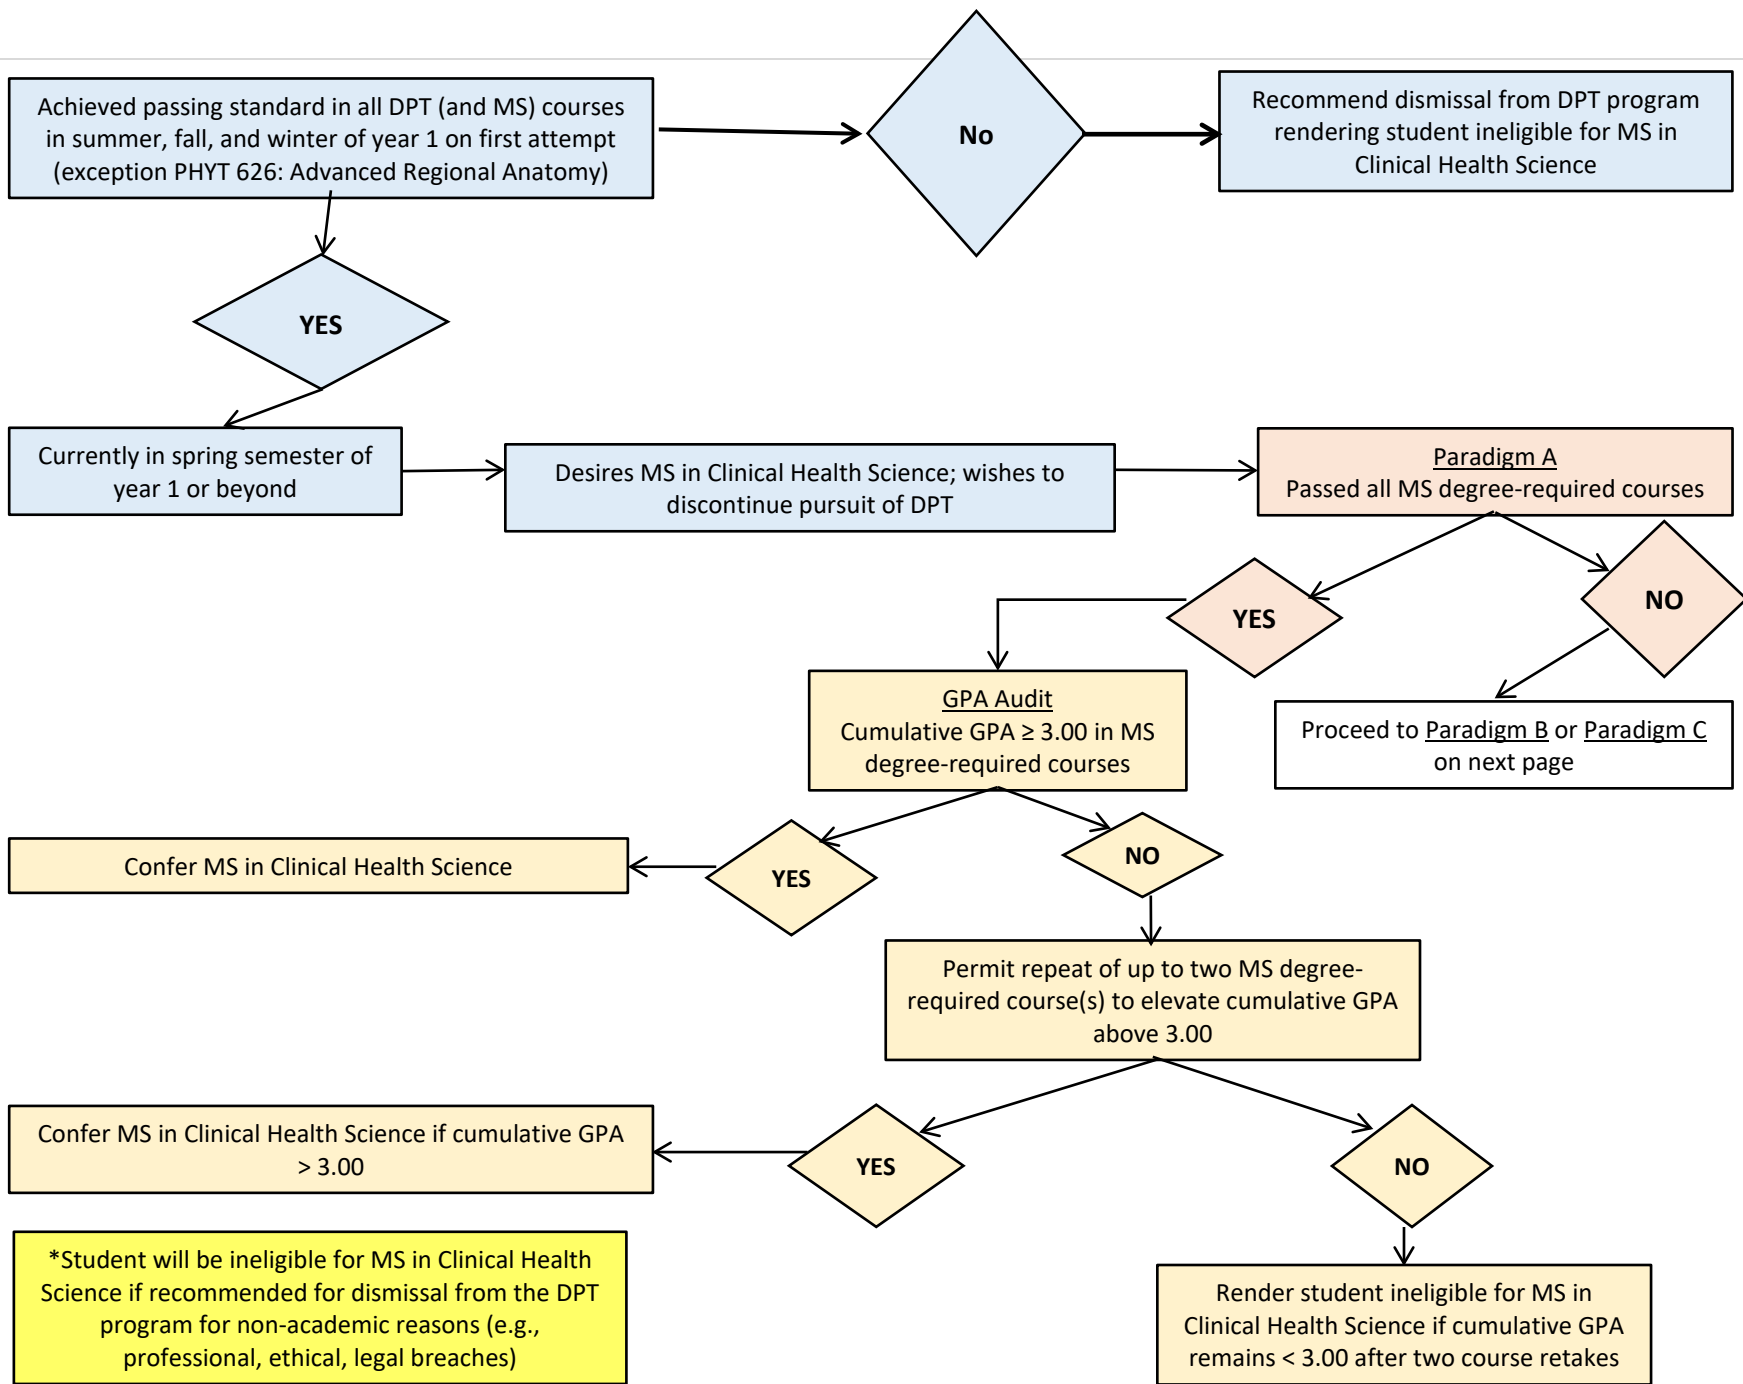 Achieved passing standard in all DPT (and MS) courses
in summer, fall, and winter of year 1 on first attempt
(exception PHYT 626: Advanced Regional Anatomy)
No
Recommend dismissal from DPT program
rendering student ineligible for MS in
Clinical Health Science
YES
Currently in spring semester of
year 1 or beyond
Desires MS in Clinical Health Science; wishes to
discontinue pursuit of DPT
Paradigm A
Passed all MS degree-required courses
YES
NO
GPA Audit
Cumulative GPA ≥ 3.00 in MS
degree-required courses
Proceed to Paradigm B or Paradigm C
on next page
Confer MS in Clinical Health Science
YES
NO
Permit repeat of up to two MS degree-
required course(s) to elevate cumulative GPA
above 3.00
Confer MS in Clinical Health Science if cumulative GPA
> 3.00
YES
NO
*Student will be ineligible for MS in Clinical Health
Science if recommended for dismissal from the DPT
program for non-academic reasons (e.g.,
professional, ethical, legal breaches)
Render student ineligible for MS in
Clinical Health Science if cumulative GPA
remains < 3.00 after two course retakes